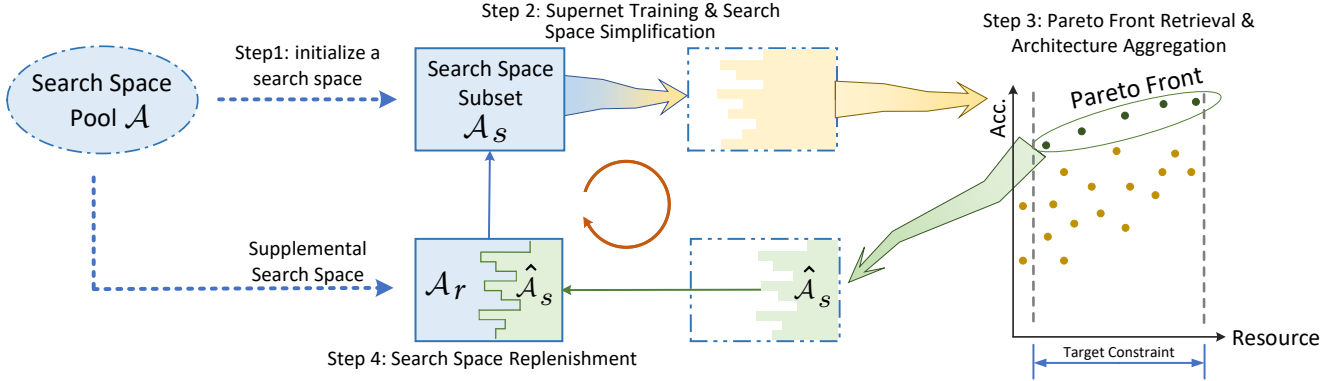 Step 2: Supernet Training & Search
Space Simplification
Step 3: Pareto Front Retrieval &
Architecture Aggregation
Step1: initialize a
search space
Search Space
Pool 𝒜
Search Space
Subset
𝒜s
Pareto Front
Acc.
Supplemental
Search Space
𝒜r
𝒜̂s
𝒜̂s
Resource
Target Constraint
Step 4: Search Space Replenishment